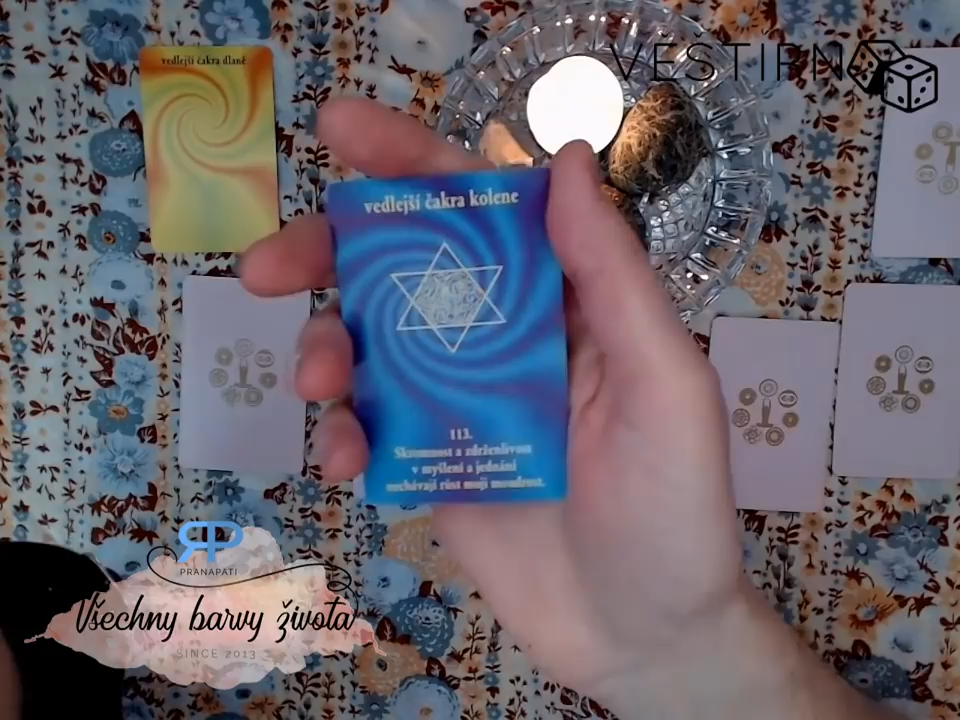 vedlejší čakra dlaně
VĚSTÍRNA
vedlejší čakra kolene
113.
Skromnost a zdrženlivost
v myšlení a jednání
nechávají růst moji moudrost.
PRANAPATI
Všechny barvy života
SINCE 2013